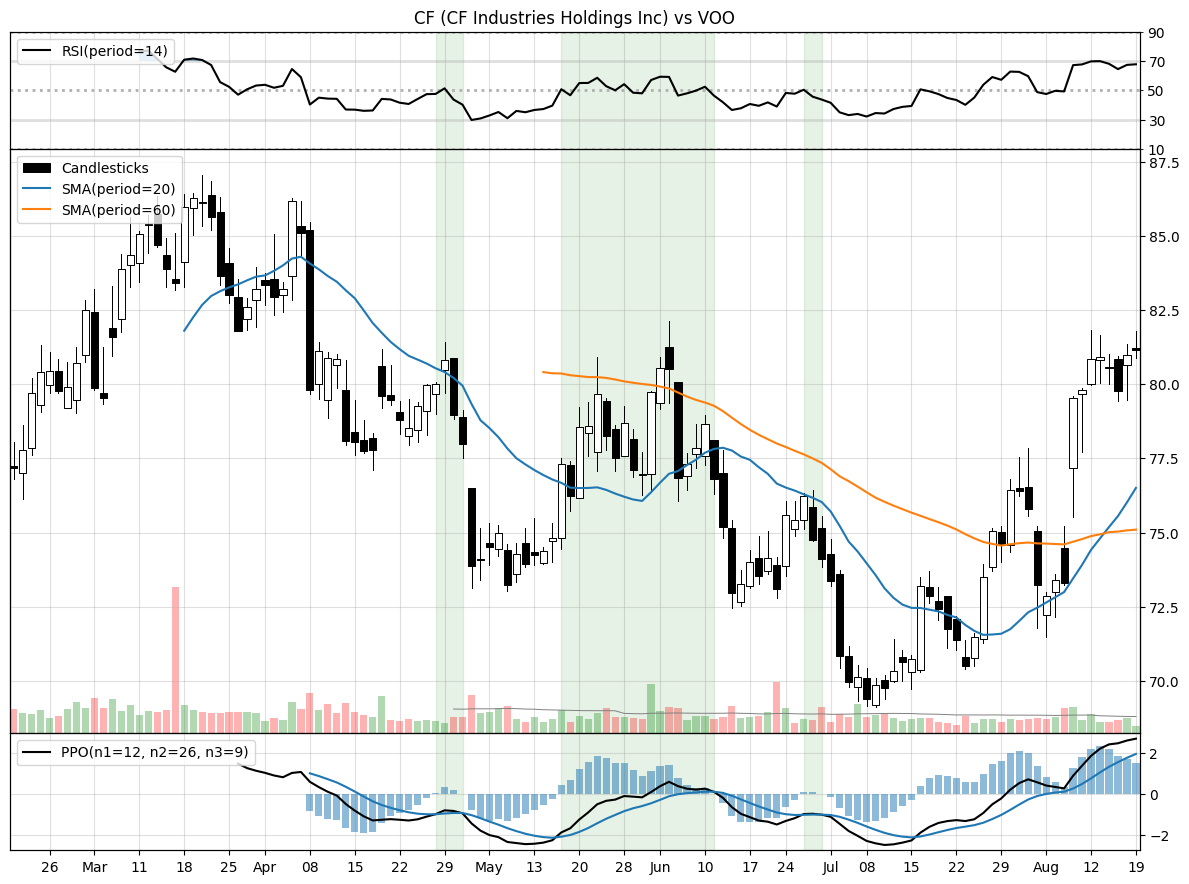 CF (CF Industries Holdings Inc) vs VOO
RSI(period=14)
90
70
50
30
10
Candlesticks
SMA(period=20)
SMA(period=60)
87.5
85.0
82.5
80.0
77.5
75.0
72.5
70.0
PPO(n1=12, n2=26, n3=9)
2
0
−2
26 Mar 11 18 25 Apr 08 15 22 29 May 13 20 28 Jun 10 17 24 Jul 08 15 22 29 Aug 12 19